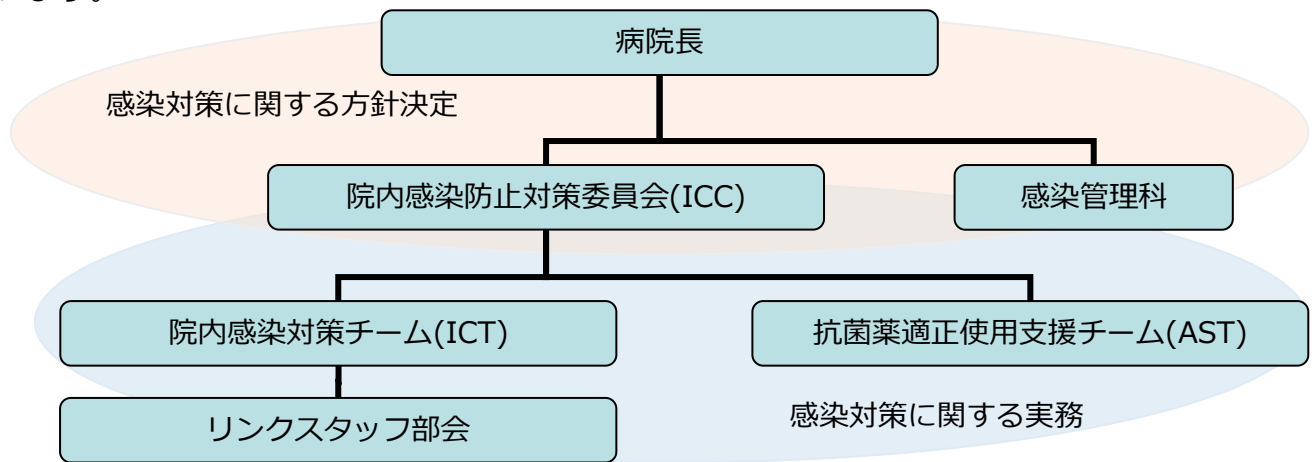 ます。
病院長
感染対策に関する方針決定
院内感染防止対策委員会(ICC)
感染管理科
院内感染対策チーム(ICT)
抗菌薬適正使用支援チーム(AST)
リンクスタッフ部会
感染対策に関する実務